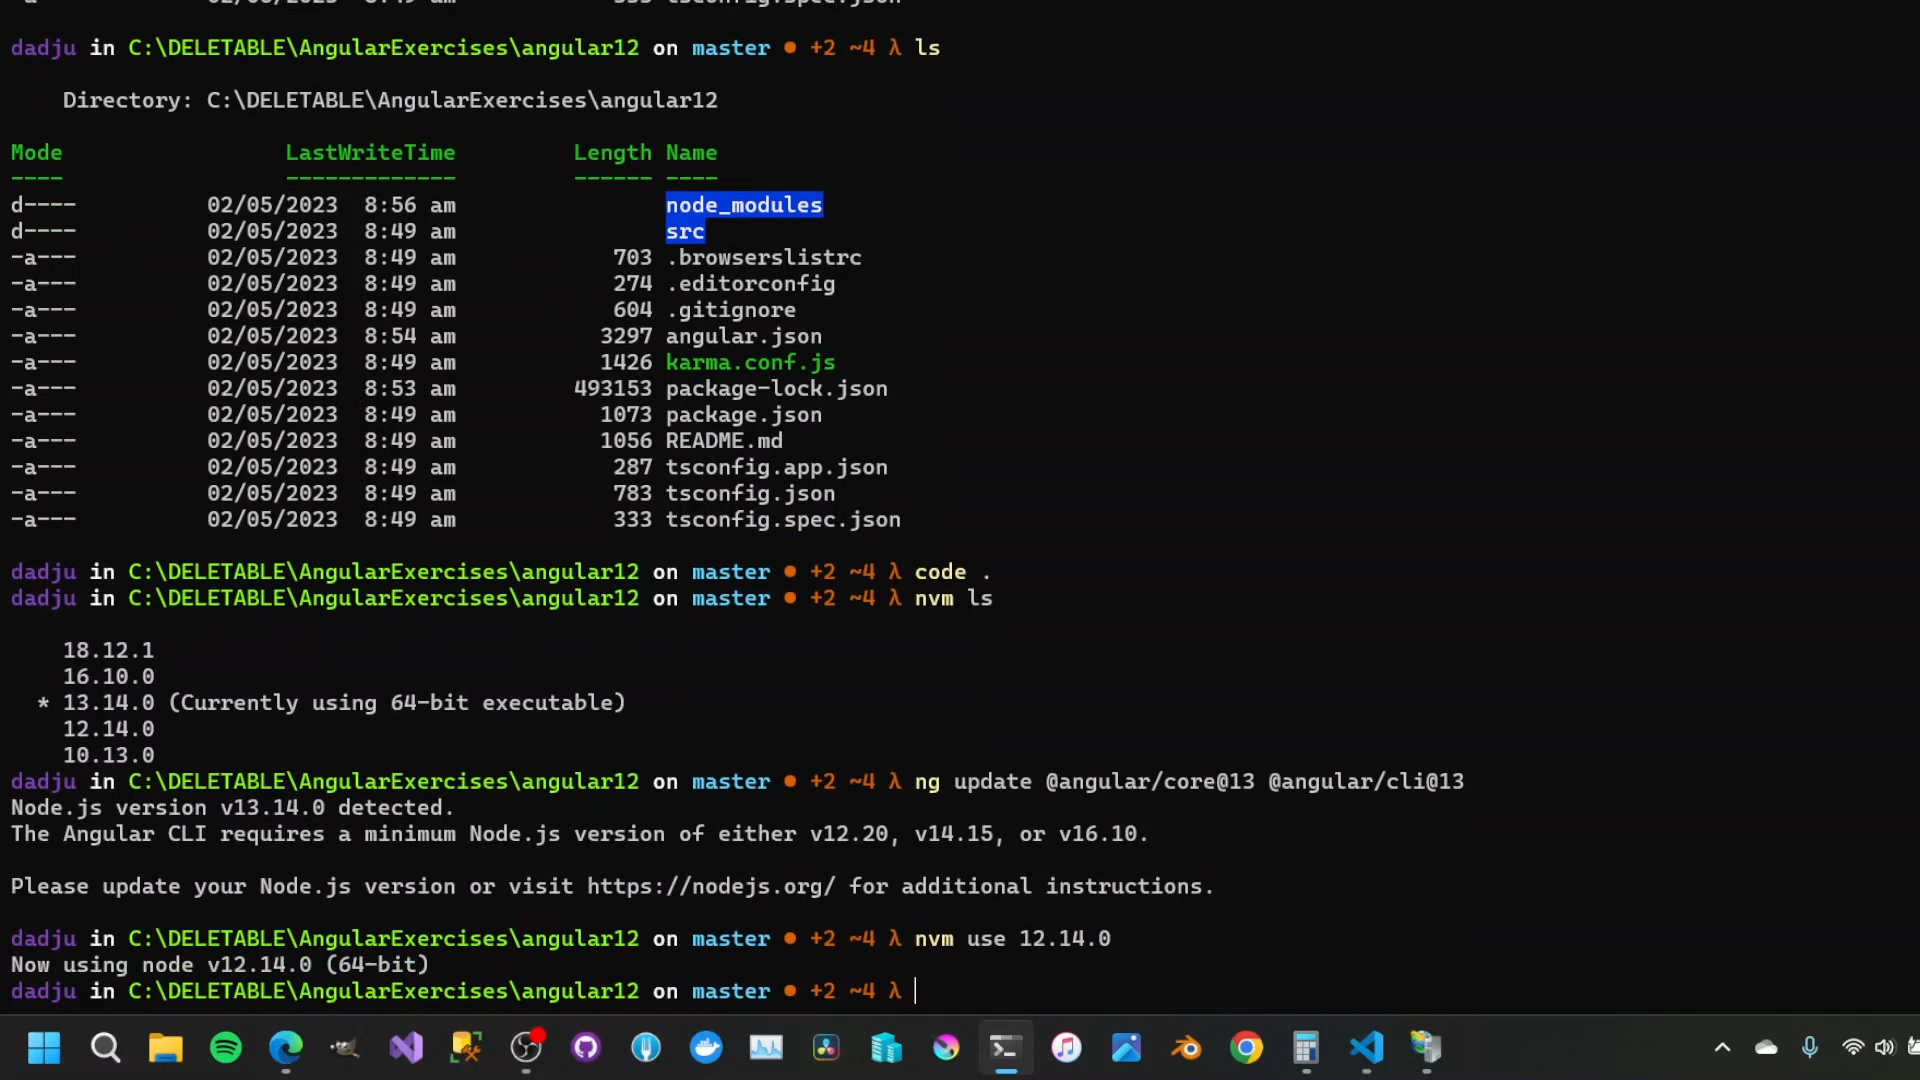 dadju in C:\DELETABLE\AngularExercises\angular12 on master ● +2 ~4 λ ls
Directory: C:\DELETABLE\AngularExercises\angular12
Mode LastWriteTime Length Name
---- ------------- ------ ----
d---- 02/05/2023 8:56 am node_modules
d---- 02/05/2023 8:49 am src
-a--- 02/05/2023 8:49 am 703 .browserslistrc
-a--- 02/05/2023 8:49 am 274 .editorconfig
-a--- 02/05/2023 8:49 am 604 .gitignore
-a--- 02/05/2023 8:54 am 3297 angular.json
-a--- 02/05/2023 8:49 am 1426 karma.conf.js
-a--- 02/05/2023 8:53 am 493153 package-lock.json
-a--- 02/05/2023 8:49 am 1073 package.json
-a--- 02/05/2023 8:49 am 1056 README.md
-a--- 02/05/2023 8:49 am 287 tsconfig.app.json
-a--- 02/05/2023 8:49 am 783 tsconfig.json
-a--- 02/05/2023 8:49 am 333 tsconfig.spec.json
dadju in C:\DELETABLE\AngularExercises\angular12 on master ● +2 ~4 λ code .
dadju in C:\DELETABLE\AngularExercises\angular12 on master ● +2 ~4 λ nvm ls
18.12.1
16.10.0
* 13.14.0 (Currently using 64-bit executable)
12.14.0
10.13.0
dadju in C:\DELETABLE\AngularExercises\angular12 on master ● +2 ~4 λ ng update @angular/core@13 @angular/cli@13
Node.js version v13.14.0 detected.
The Angular CLI requires a minimum Node.js version of either v12.20, v14.15, or v16.10.
Please update your Node.js version or visit https://nodejs.org/ for additional instructions.
dadju in C:\DELETABLE\AngularExercises\angular12 on master ● +2 ~4 λ nvm use 12.14.0
Now using node v12.14.0 (64-bit)
dadju in C:\DELETABLE\AngularExercises\angular12 on master ● +2 ~4 λ